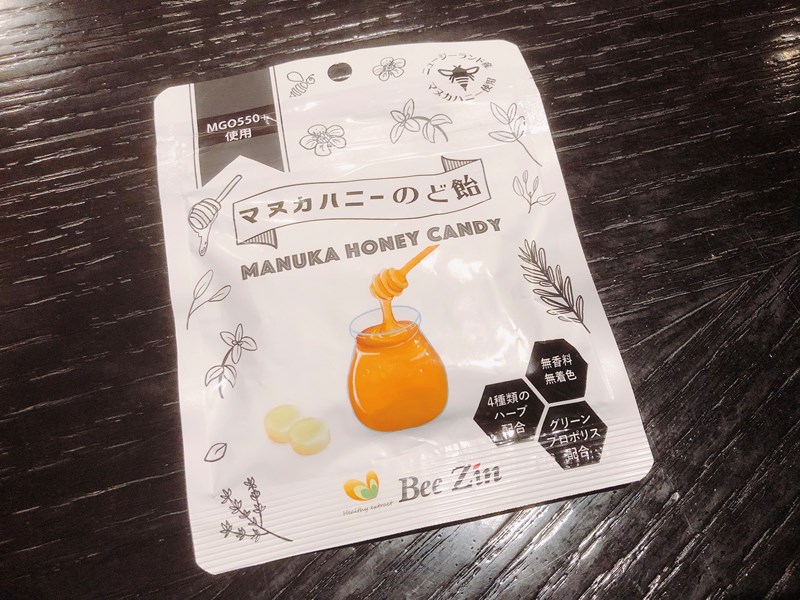 MGO550+
使用
ニュージーランド産
マヌカハニー使用
マヌカハニーのど飴
MANUKA HONEY CANDY
無香料
無着色
4種類の
ハーブ
配合
グリーン
プロポリス
配合
Healthy extract
Bee Zin